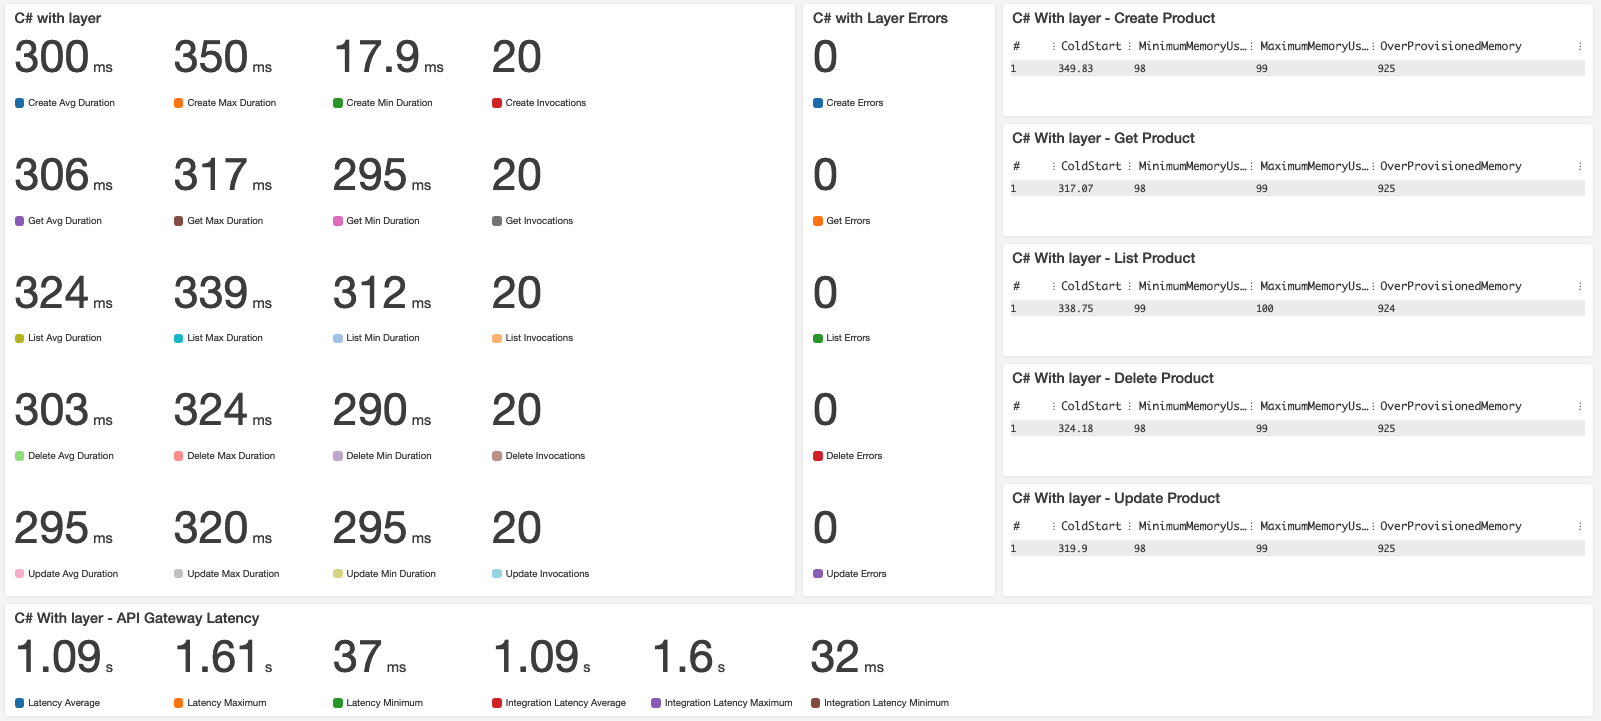 C# with layer
300 ms 350 ms 17.9 ms 20
Create Avg Duration Create Max Duration Create Min Duration Create Invocations
306 ms 317 ms 295 ms 20
Get Avg Duration Get Max Duration Get Min Duration Get Invocations
324 ms 339 ms 312 ms 20
List Avg Duration List Max Duration List Min Duration List Invocations
303 ms 324 ms 290 ms 20
Delete Avg Duration Delete Max Duration Delete Min Duration Delete Invocations
295 ms 320 ms 295 ms 20
Update Avg Duration Update Max Duration Update Min Duration Update Invocations
C# with Layer Errors
0
Create Errors
0
Get Errors
0
List Errors
0
Delete Errors
0
Update Errors
C# With layer - Create Product
# ColdStart MinimumMemoryUs... MaximumMemoryUs... OverProvisionedMemory
1 349.83 98 99 925
C# With layer - Get Product
# ColdStart MinimumMemoryUs... MaximumMemoryUs... OverProvisionedMemory
1 317.07 98 99 925
C# With layer - List Product
# ColdStart MinimumMemoryUs... MaximumMemoryUs... OverProvisionedMemory
1 338.75 99 100 924
C# With layer - Delete Product
# ColdStart MinimumMemoryUs... MaximumMemoryUs... OverProvisionedMemory
1 324.18 98 99 925
C# With layer - Update Product
# ColdStart MinimumMemoryUs... MaximumMemoryUs... OverProvisionedMemory
1 319.9 98 99 925
C# With layer - API Gateway Latency
1.09 s 1.61 s 37 ms 1.09 s 1.6 s 32 ms
Latency Average Latency Maximum Latency Minimum Integration Latency Average Integration Latency Maximum Integration Latency Minimum